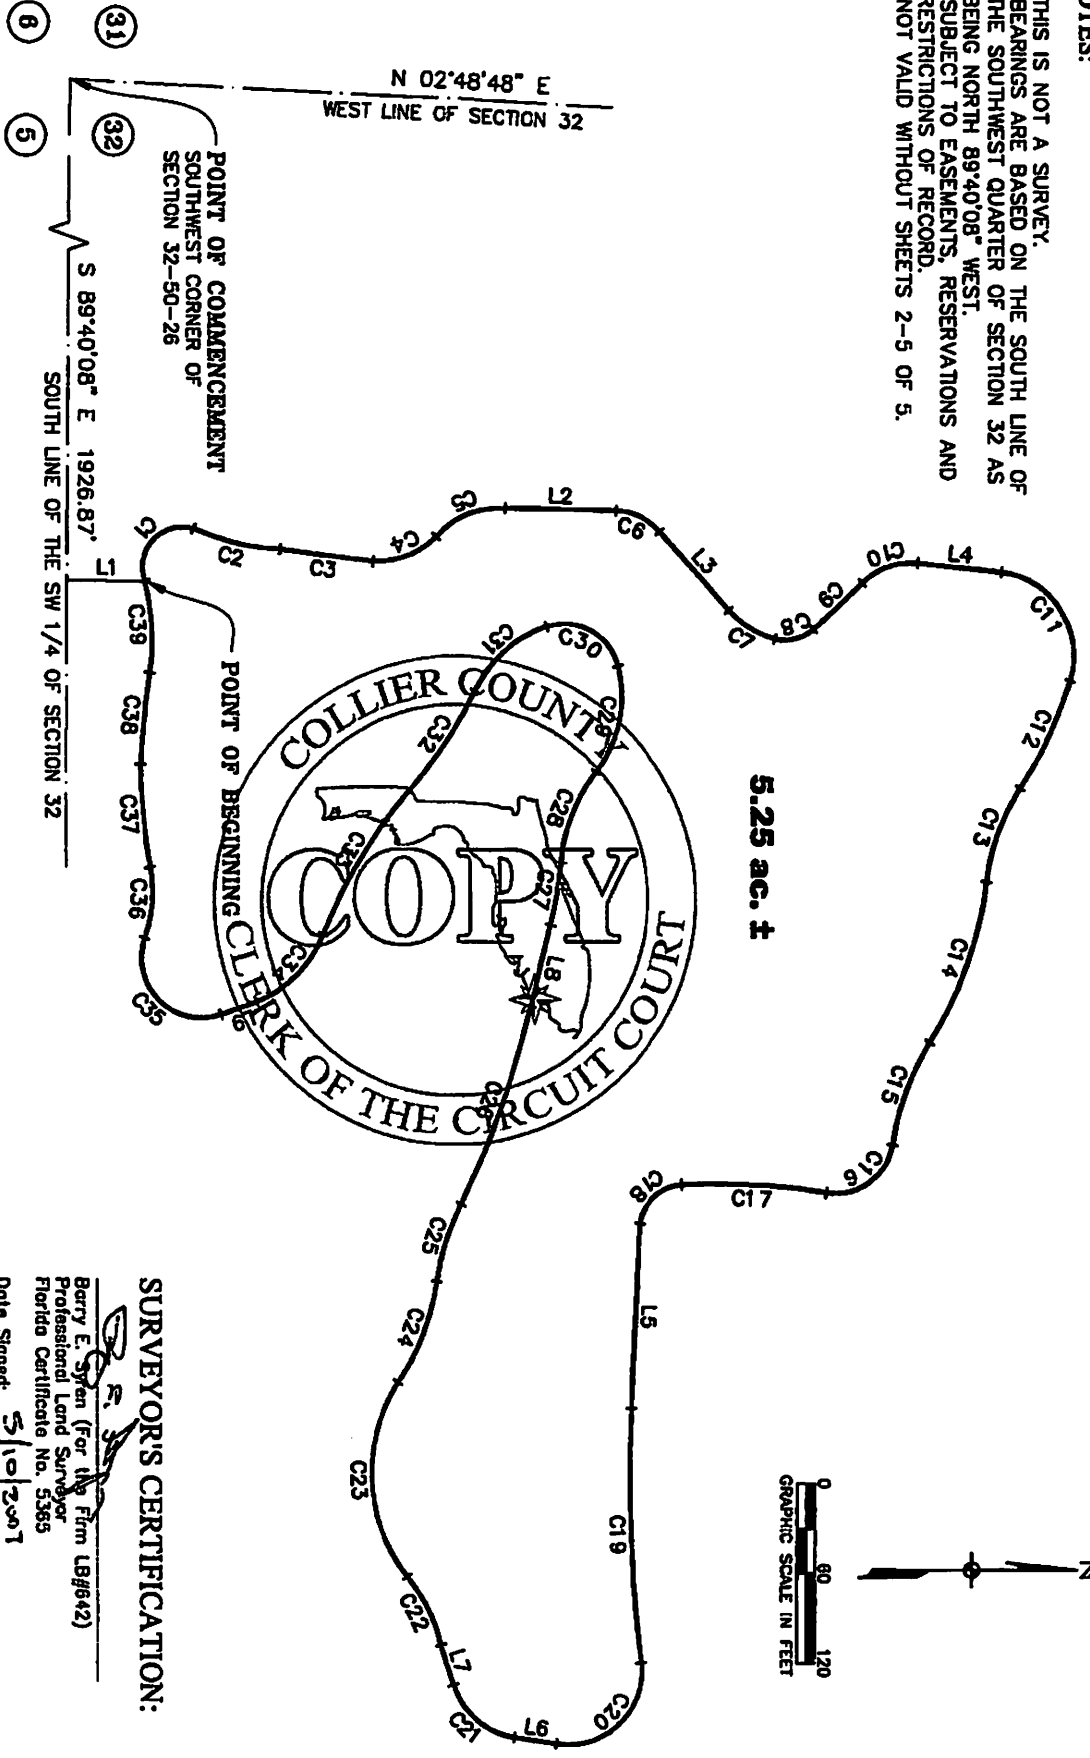 OTES:
THIS IS NOT A SURVEY.
BEARINGS ARE BASED ON THE SOUTH LINE OF
THE SOUTHWEST QUARTER OF SECTION 32 AS
BEING NORTH 89°40'08" WEST.
SUBJECT TO EASEMENTS, RESERVATIONS AND
RESTRICTIONS OF RECORD.
NOT VALID WITHOUT SHEETS 2-5 OF 5.
N 02°48'48" E
WEST LINE OF SECTION 32
31
32
6
5
POINT OF COMMENCEMENT
SOUTHWEST CORNER OF
SECTION 32-50-26
S 89°40'08" E 1926.87'
SOUTH LINE OF THE SW 1/4 OF SECTION 32
L1
POINT OF BEGINNING
C1
C2
C3
C4
C5
L2
C6
L3
C7
C8
C9
C10
L4
C11
C12
C13
C14
C15
C16
C17
C18
L5
C19
C20
L6
C21
L7
C22
C23
C24
C25
C26
L8
C27
C28
C29
C30
C31
C32
C33
C34
C35
C36
C37
C38
C39
5.25 ac. ±
COLLIER COUNTY
COPY
CLERK OF THE CIRCUIT COURT
N
0 60 120
GRAPHIC SCALE IN FEET
SURVEYOR'S CERTIFICATION:
Barry E. Syren (For the Firm LB#642)
Professional Land Surveyor
Florida Certificate No. 5365
Date Signed: 5/10/2007